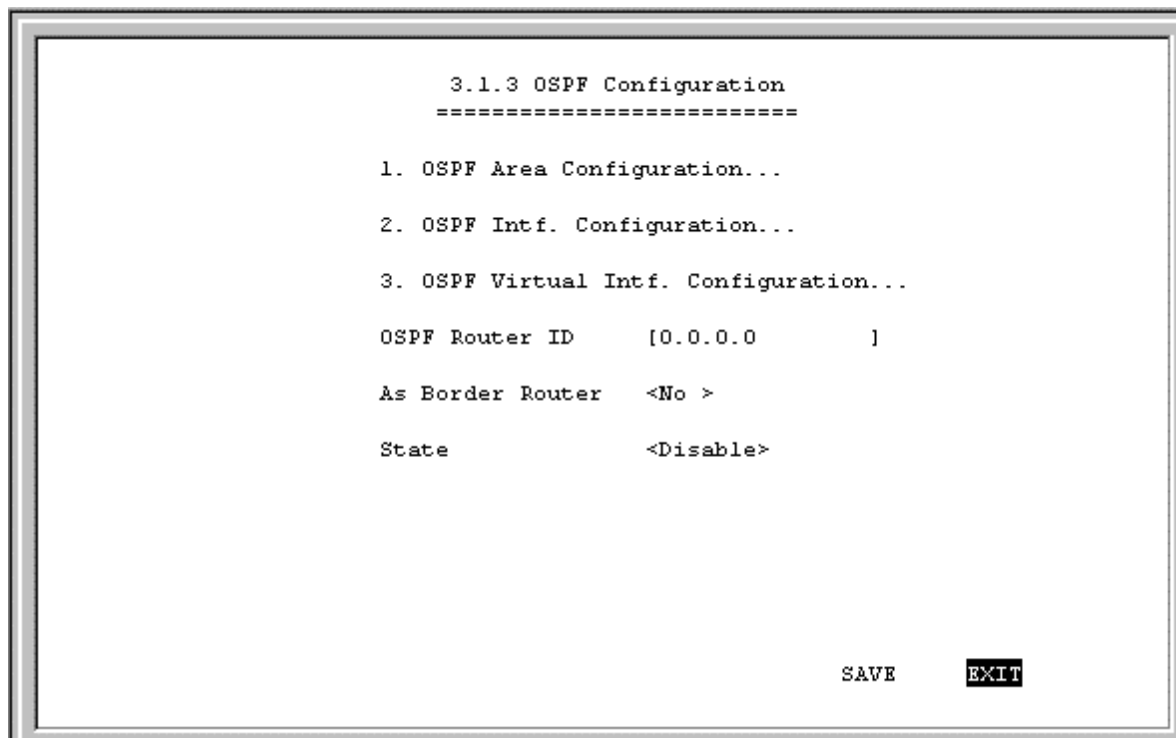 3.1.3 OSPF Configuration
==========================
1. OSPF Area Configuration...
2. OSPF Intf. Configuration...
3. OSPF Virtual Intf. Configuration...
OSPF Router ID [0.0.0.0 ]
As Border Router <No >
State <Disable>
SAVE EXIT